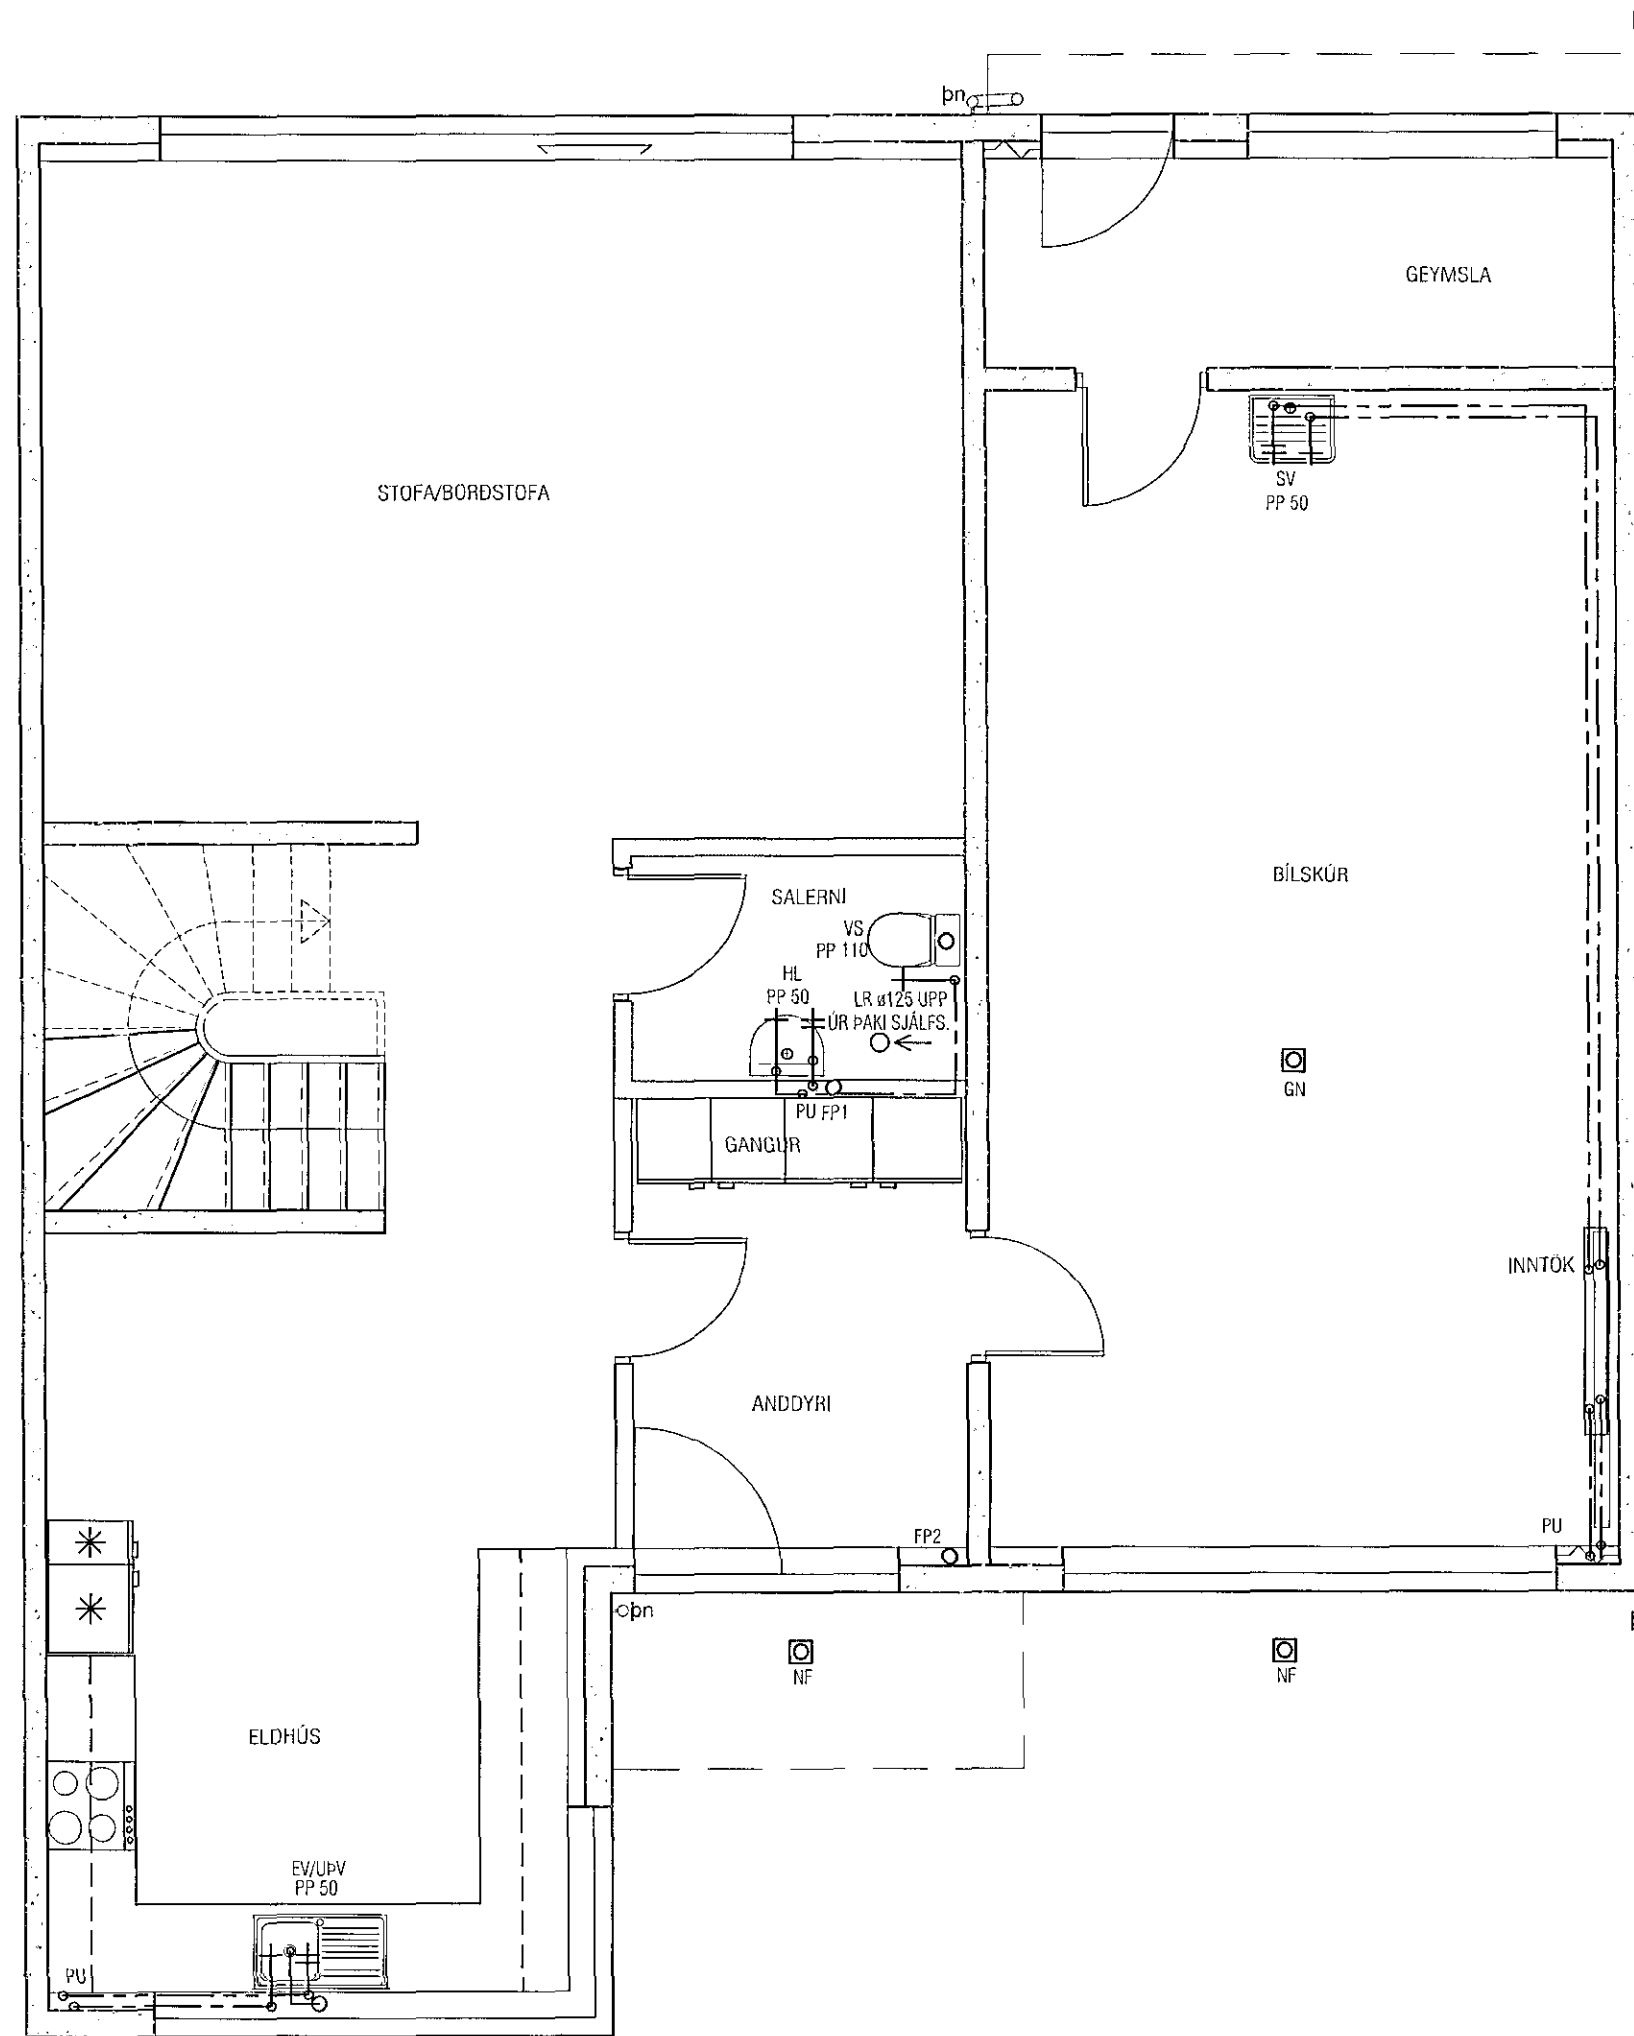 þn
GEYMSLA
STOFA/BORÐSTOFA
SV
PP 50
BÍLSKÚR
SALERNI
VS
PP 110
HL
PP 50
LR ø125 UPP
ÚR ÞAKI SJÁLFS.
GN
PU FP1
GANGUR
INNTÖK
ANDDYRI
FP2
PU
þn
NF
NF
ELDHÚS
EV/UÞV
PP 50
PU